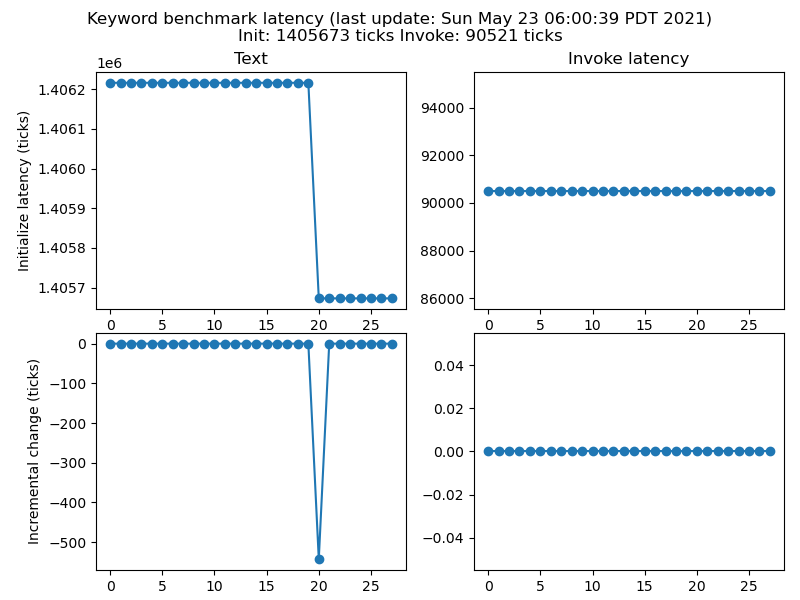 Keyword benchmark latency (last update: Sun May 23 06:00:39 PDT 2021)
Init: 1405673 ticks Invoke: 90521 ticks
Text
Invoke latency
1e6
1.4062
1.4061
1.4060
1.4059
1.4058
1.4057
Initialize latency (ticks)
0 5 10 15 20 25
94000
92000
90000
88000
86000
0 5 10 15 20 25
0
−100
−200
−300
−400
−500
Incremental change (ticks)
0 5 10 15 20 25
0.04
0.02
0.00
−0.02
−0.04
0 5 10 15 20 25